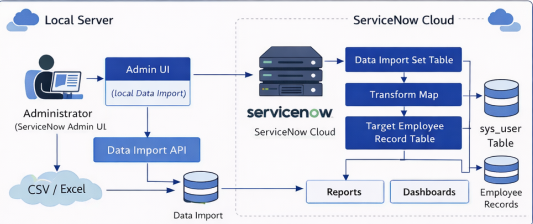 Local Server
ServiceNow Cloud
Admin UI
(local Data Import)
Administrator
(ServiceNow Admin UI
Data Import API
CSV / Excel
Data Import
servicenow
ServiceNow Cloud
Data Import Set Table
Transform Map
Target Employee
Record Table
sys_user
Table
Reports
Dashboards
Employee
Records